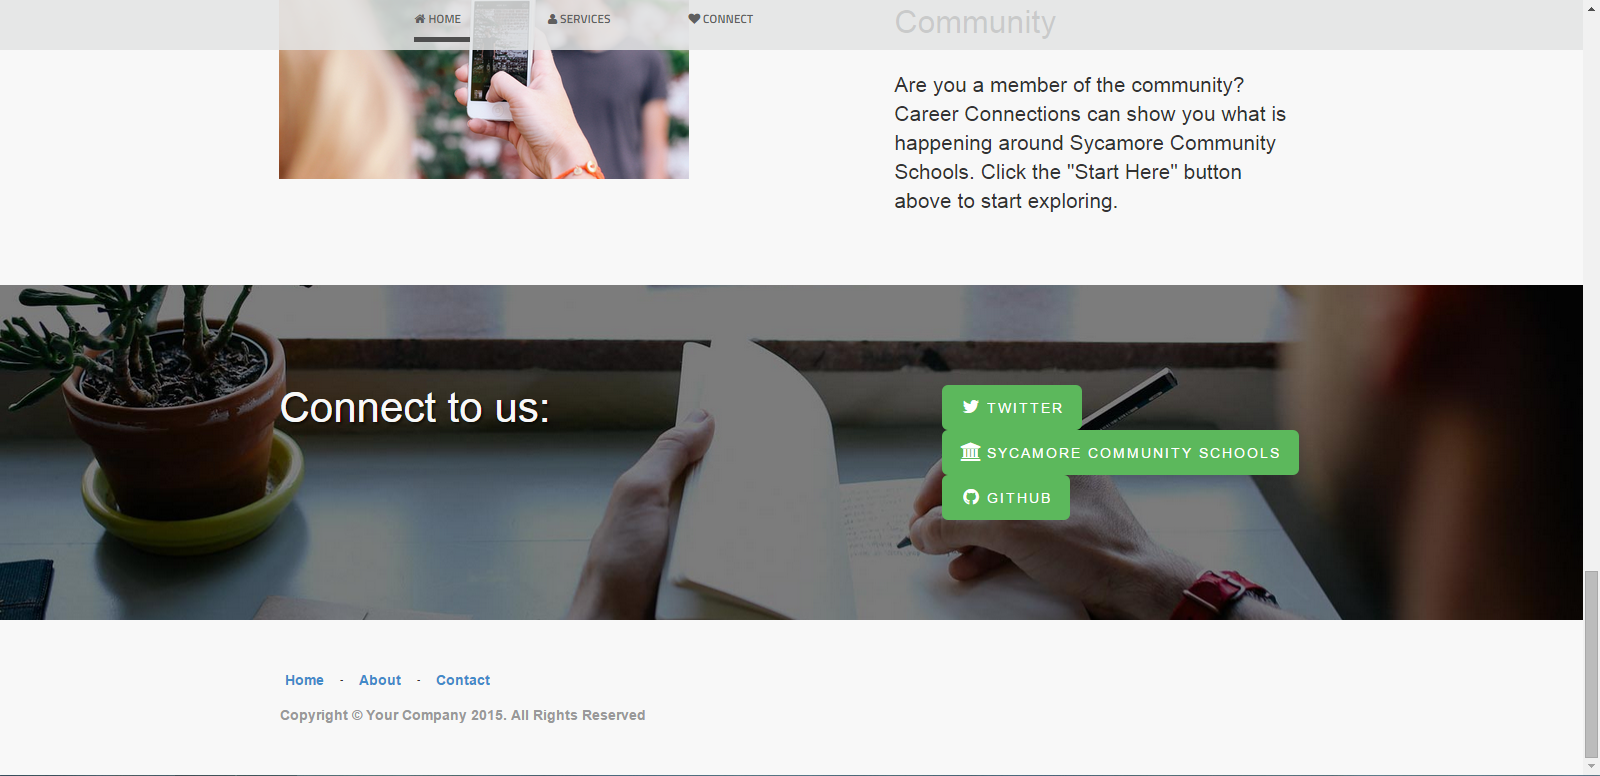 HOME
SERVICES
CONNECT
Community
Are you a member of the community?
Career Connections can show you what is
happening around Sycamore Community
Schools. Click the "Start Here" button
above to start exploring.
Connect to us:
TWITTER
SYCAMORE COMMUNITY SCHOOLS
GITHUB
Home - About - Contact
Copyright © Your Company 2015. All Rights Reserved